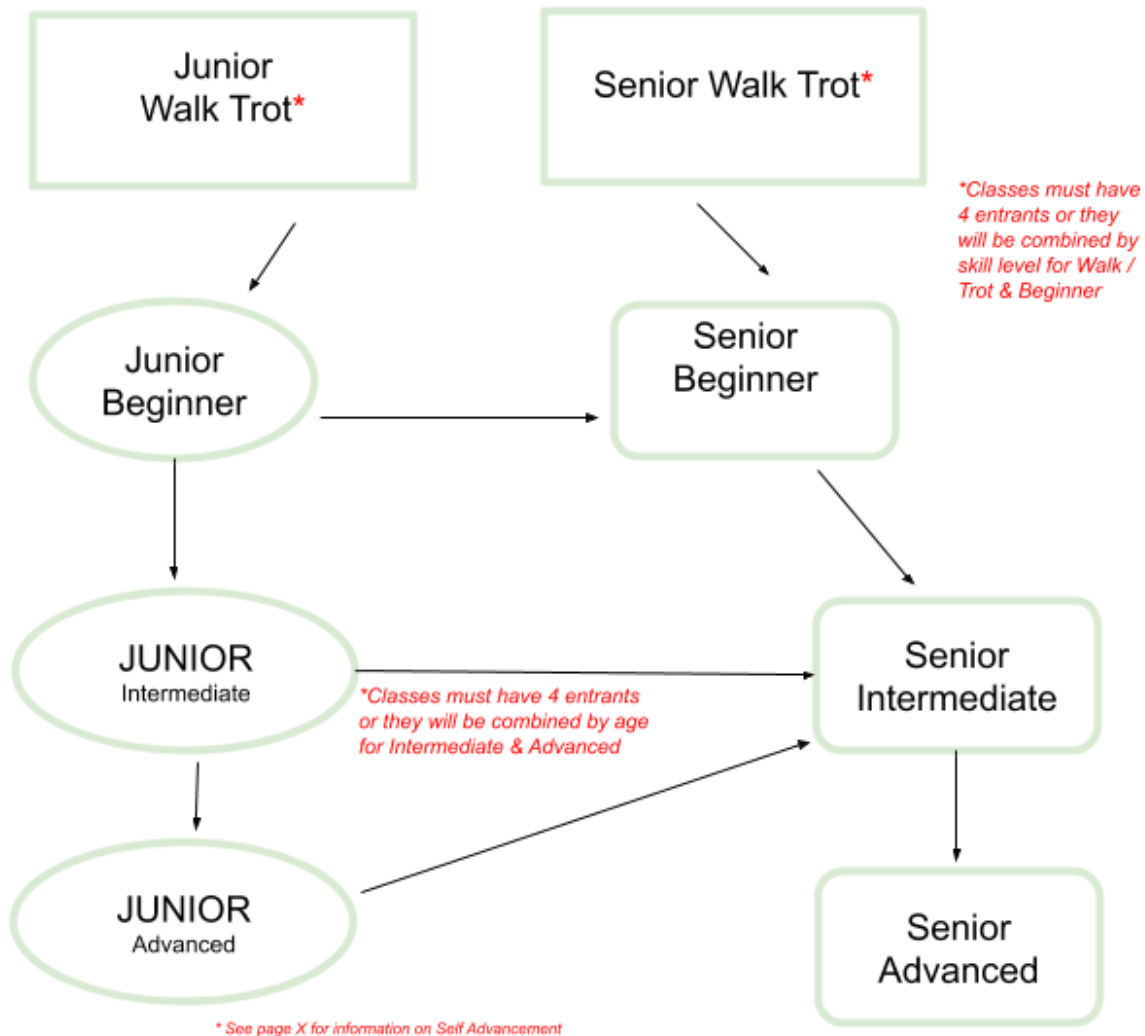 Junior
Walk Trot*
Senior Walk Trot*
*Classes must have
4 entrants or they
will be combined by
skill level for Walk /
Trot & Beginner
Junior
Beginner
Senior
Beginner
JUNIOR
Intermediate
*Classes must have 4 entrants
or they will be combined by age
for Intermediate & Advanced
Senior
Intermediate
JUNIOR
Advanced
Senior
Advanced
* See page X for information on Self Advancement